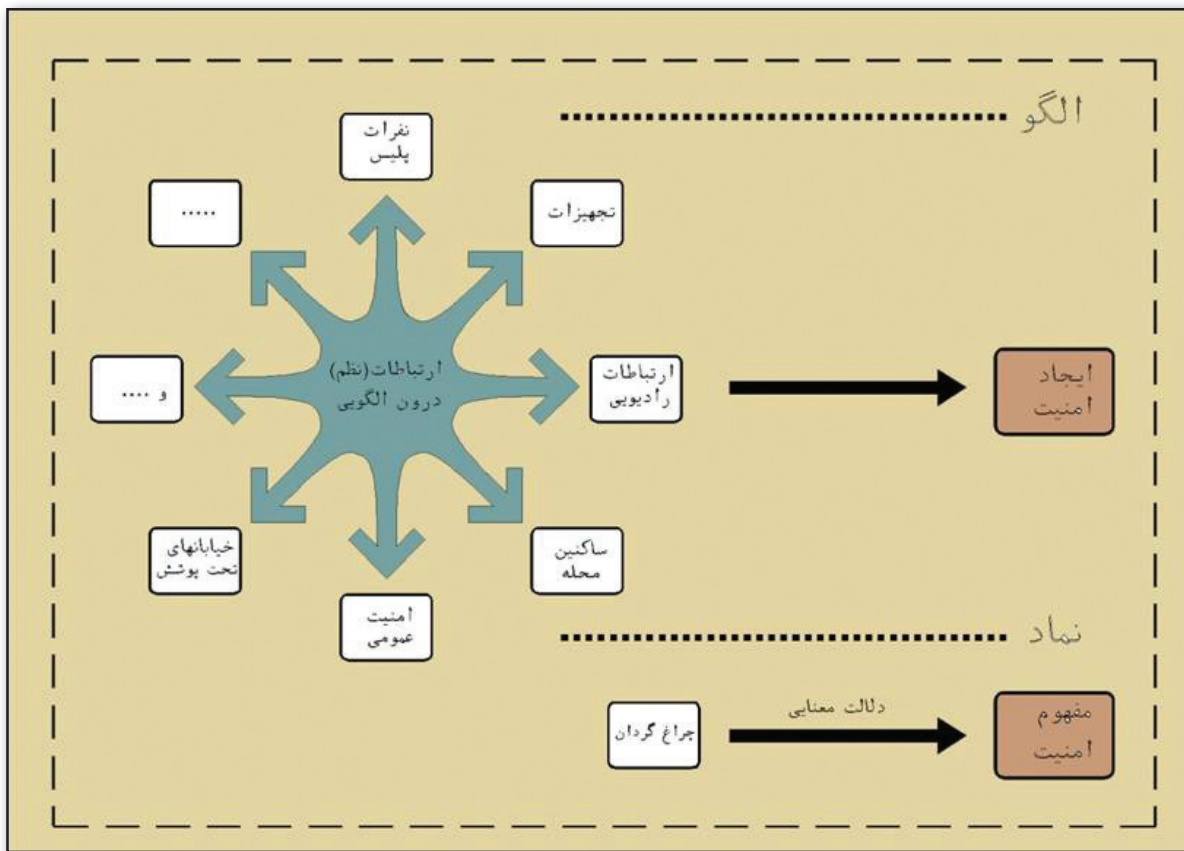 الگو
نفرات
پلیس
تجهیزات
.....
ارتباطات(نظم)
درون الگویی
ارتباطات
رادیویی
و ....
ایجاد
امنیت
خیابانهای
تحت پوشش
ساکنین
محله
امنیت
عمومی
نماد
چراغ گردان
دلالت معنایی
مفهوم
امنیت